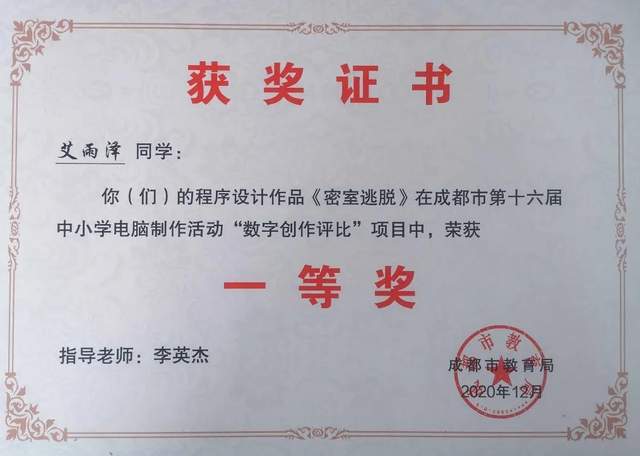 获奖证书
艾雨泽 同学：
你（们）的程序设计作品《密室逃脱》在成都市第十六届
中小学电脑制作活动“数字创作评比”项目中，荣获
一等奖
指导老师：李英杰
成都市教育局
2020年12月